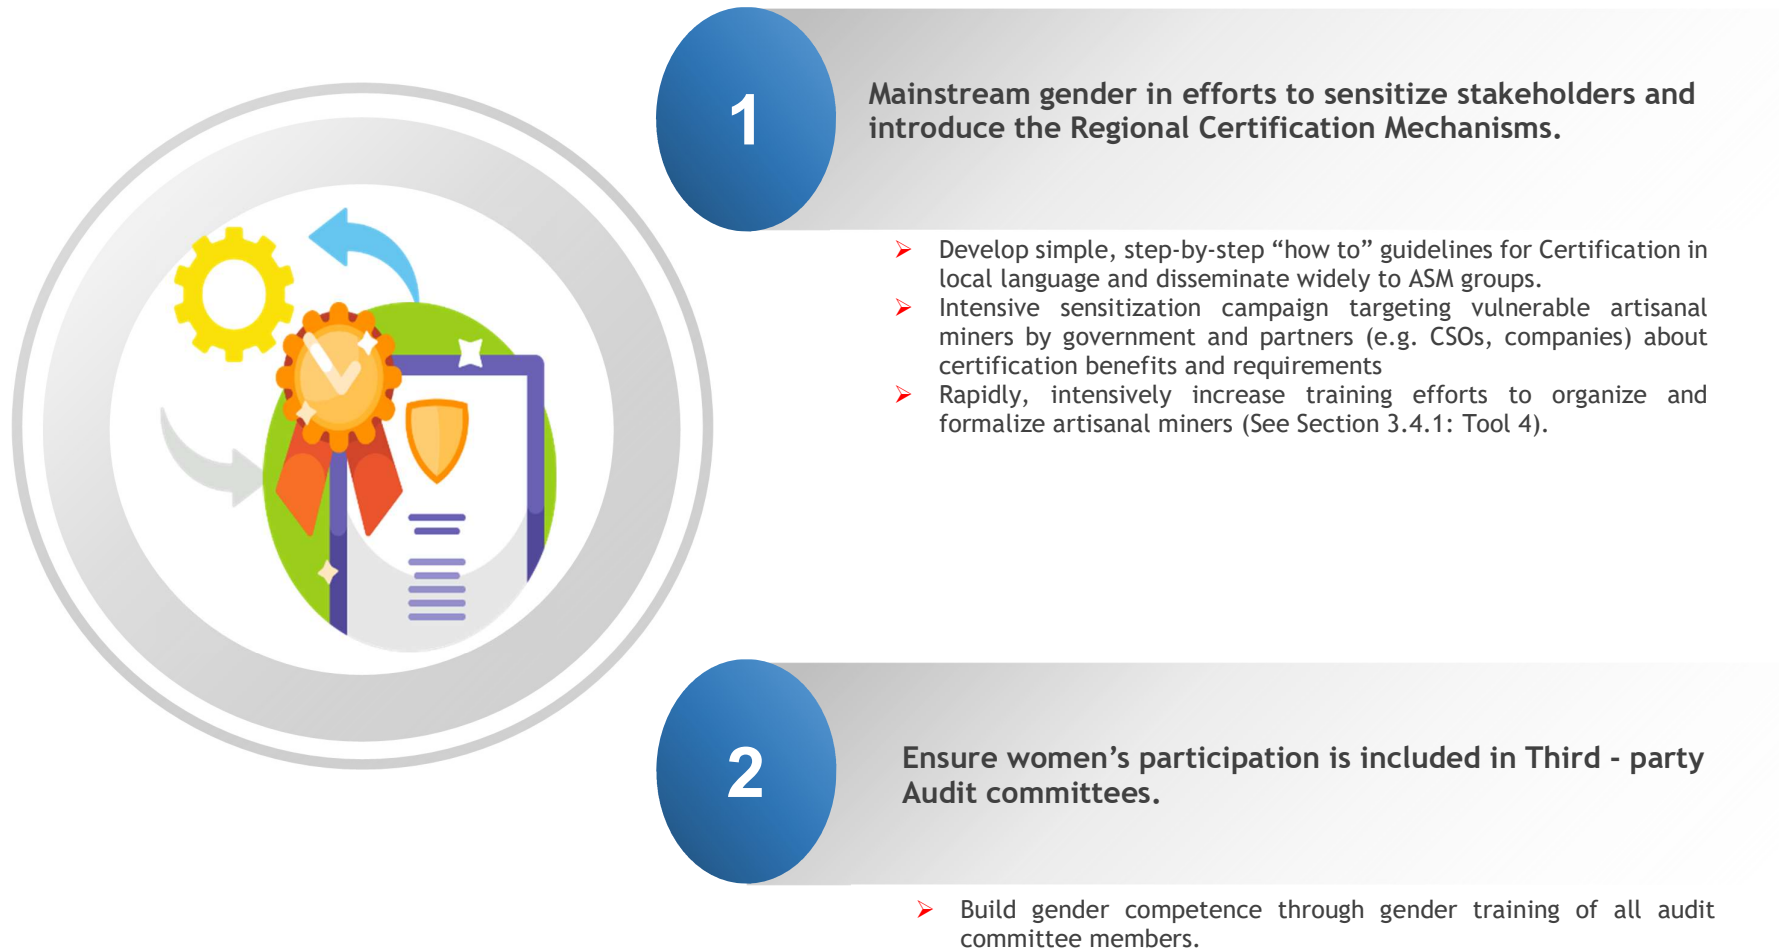 1
Mainstream gender in efforts to sensitize stakeholders and
introduce the Regional Certification Mechanisms.
➢ Develop simple, step-by-step “how to” guidelines for Certification in
local language and disseminate widely to ASM groups.
➢ Intensive sensitization campaign targeting vulnerable artisanal
miners by government and partners (e.g. CSOs, companies) about
certification benefits and requirements
➢ Rapidly, intensively increase training efforts to organize and
formalize artisanal miners (See Section 3.4.1: Tool 4).
2
Ensure women’s participation is included in Third - party
Audit committees.
➢ Build gender competence through gender training of all audit
committee members.